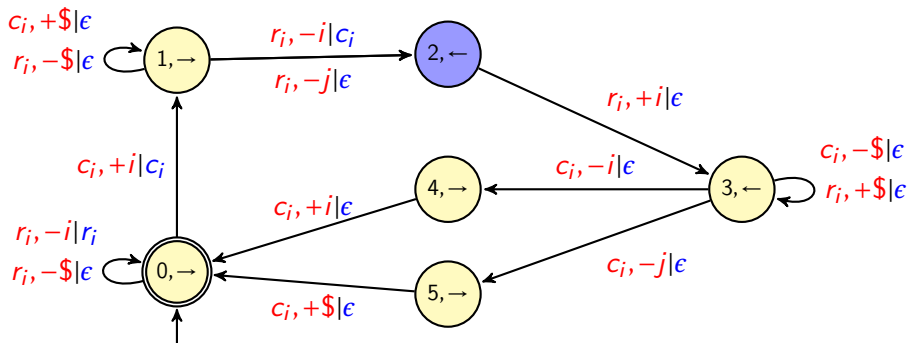 c_i, +$|ϵ
r_i, −$|ϵ
1, →
r_i, −i|c_i
r_i, −j|ϵ
2, ←
r_i, +i|ϵ
c_i, +i|c_i
c_i, −i|ϵ
4, →
3, ←
c_i, −$|ϵ
r_i, +$|ϵ
c_i, +i|ϵ
r_i, −i|r_i
r_i, −$|ϵ
0, →
c_i, −j|ϵ
5, →
c_i, +$|ϵ